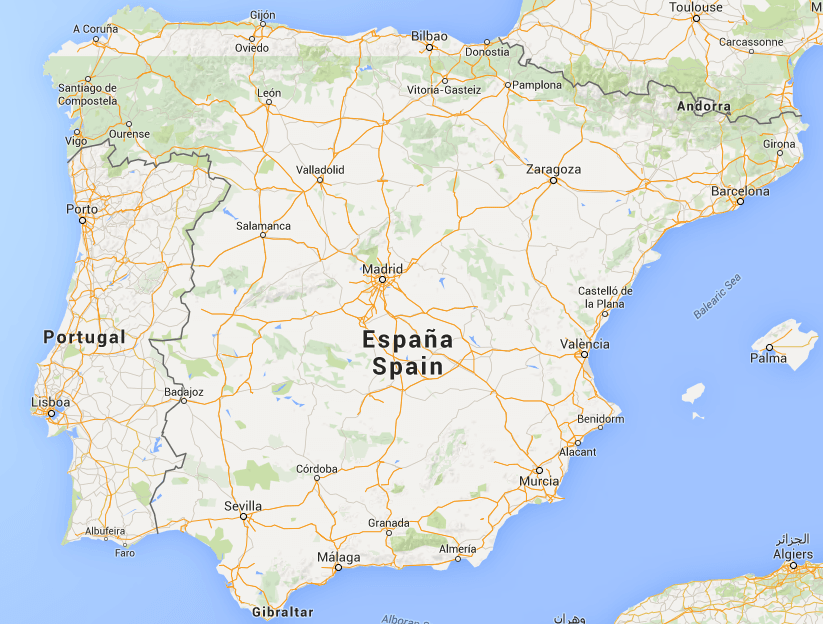 Toulouse
M
Gijón
A Coruña
Oviedo
Bilbao
Donostia
Carcassonne
Santiago de
Compostela
León
Vitoria-Gasteiz
Pamplona
Andorra
Vigo
Ourense
Girona
Valladolid
Zaragoza
Barcelona
Porto
Salamanca
Madrid
Balearic Sea
Castelló de
la Plana
Portugal
España
Spain
València
Palma
Badajoz
Lisboa
Benidorm
Alacant
Córdoba
Murcia
Sevilla
Granada
Albufeira
Faro
Málaga
Almería
الجزائر
Algiers
Gibraltar
Alboran
وهران